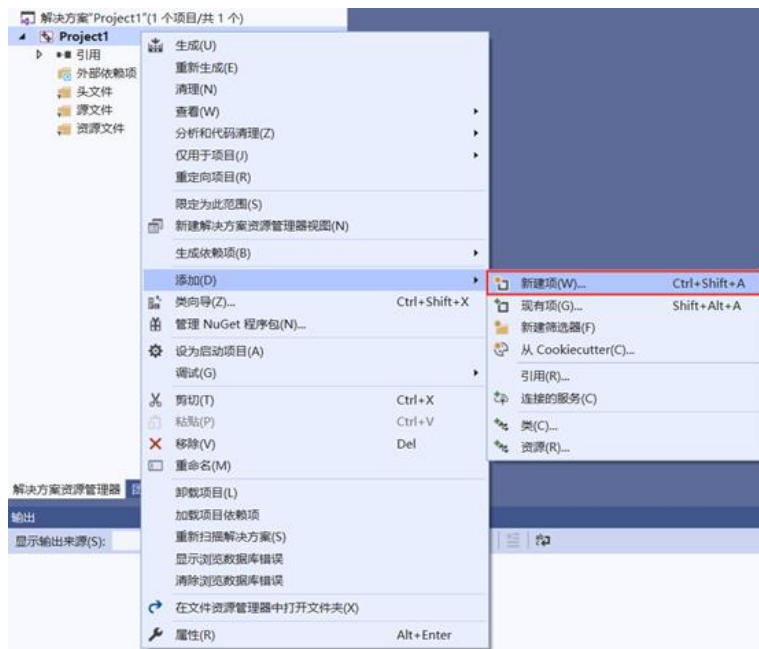 解决方案"Project1"(1 个项目/共 1 个)
Project1
引用
外部依赖项
头文件
源文件
资源文件
生成(U)
重新生成(E)
清理(N)
查看(W)
分析和代码清理(Z)
仅用于项目(J)
重定向项目(R)
限定为此范围(S)
新建解决方案资源管理器视图(N)
生成依赖项(B)
添加(D)
类向导(Z)... Ctrl+Shift+X
管理 NuGet 程序包(N)...
设为启动项目(A)
调试(G)
剪切(T) Ctrl+X
粘贴(P) Ctrl+V
移除(V) Del
重命名(M)
卸载项目(L)
加载项目依赖项
重新扫描解决方案(S)
显示浏览数据库错误
清除浏览数据库错误
在文件资源管理器中打开文件夹(X)
属性(R) Alt+Enter
新建项(W)... Ctrl+Shift+A
现有项(G)... Shift+Alt+A
新建筛选器(F)
从 Cookiecutter(C)...
引用(R)...
连接的服务(C)
类(C)...
资源(R)...
解决方案资源管理器
输出
显示输出来源(S):